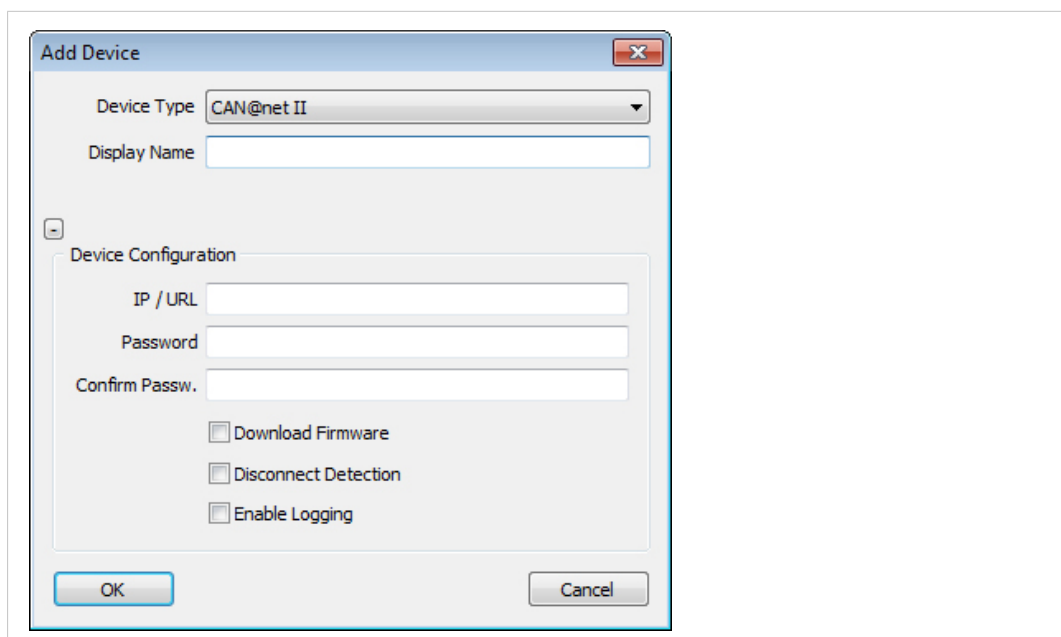 Add Device
Device Type CAN@net II
Display Name
-
Device Configuration
IP / URL
Password
Confirm Passw.
Download Firmware
Disconnect Detection
Enable Logging
OK Cancel